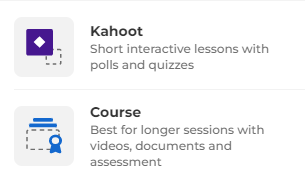 Kahoot
Short interactive lessons with
polls and quizzes
Course
Best for longer sessions with
videos, documents and
assessment